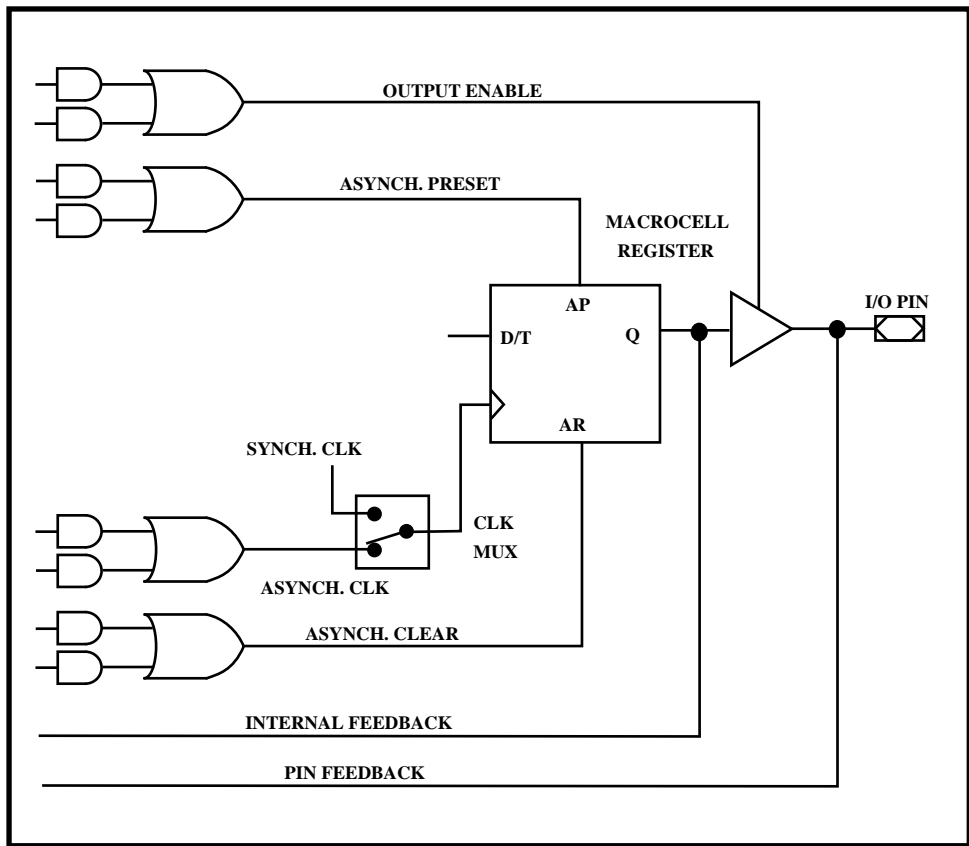 OUTPUT ENABLE
ASYNCH. PRESET
MACROCELL
REGISTER
I/O PIN
AP
D/T
Q
AR
SYNCH. CLK
CLK
MUX
ASYNCH. CLK
ASYNCH. CLEAR
INTERNAL FEEDBACK
PIN FEEDBACK